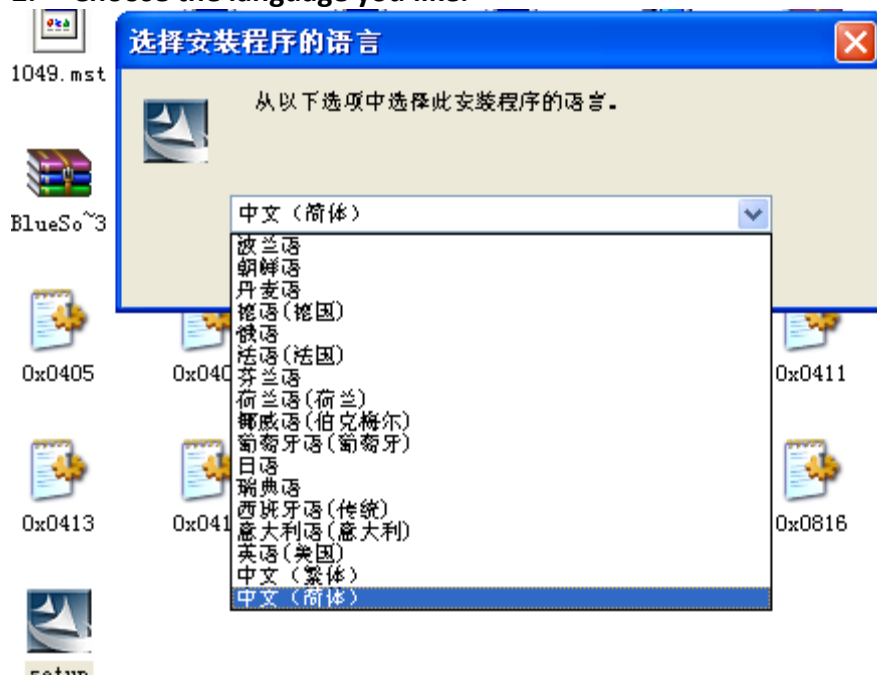 choose the language you like.
选择安装程序的语言
1049.mst
从以下选项中选择此安装程序的语言。
BlueSo~3
中文（简体）
波兰语
朝鲜语
丹麦语
德语(德国)
俄语
法语(法国)
芬兰语
荷兰语(荷兰)
挪威语(伯克梅尔)
葡萄牙语(葡萄牙)
日语
瑞典语
西班牙语(传统)
意大利语(意大利)
英语(美国)
中文（繁体）
中文（简体）
0x0405
0x040
0x0411
0x0413
0x041
0x0816
setup